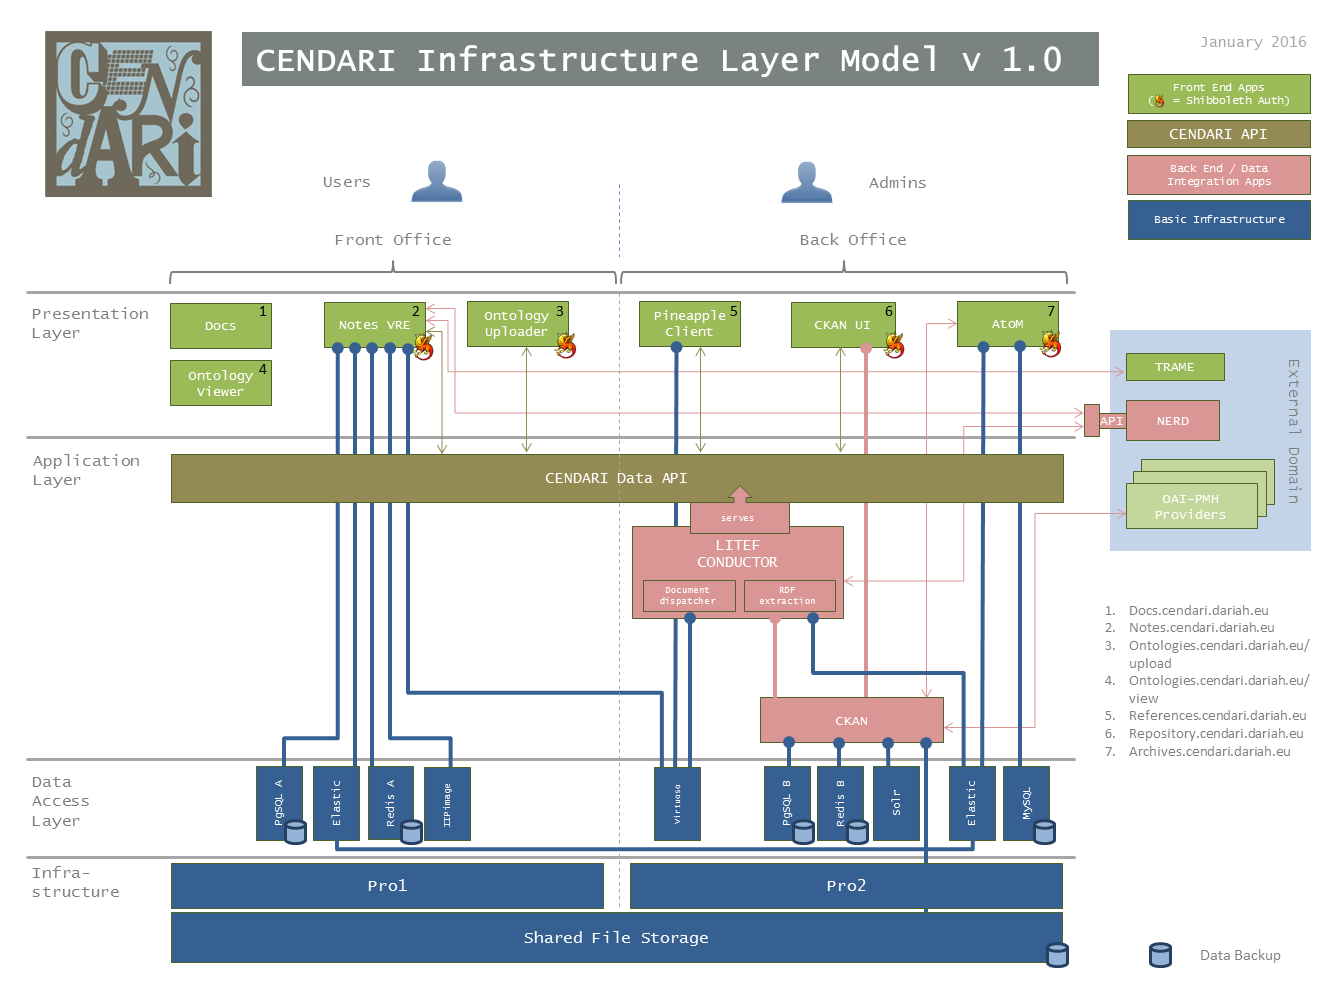 CENDARI
CENDARI Infrastructure Layer Model v 1.0
January 2016
Front End Apps
( = Shibboleth Auth)
CENDARI API
Back End / Data
Integration Apps
Basic Infrastructure
Users
Admins
Front Office
Back Office
Presentation
Layer
Docs
1
Notes VRE
2
Ontology
Uploader
3
Ontology
Viewer
4
Pineapple
Client
5
CKAN UI
6
AtoM
7
External Domain
TRAME
API
NERD
OAI-PMH
Providers
Application
Layer
CENDARI Data API
serves
LITEF
CONDUCTOR
Document
dispatcher
RDF
extraction
CKAN
1. Docs.cendari.dariah.eu
2. Notes.cendari.dariah.eu
3. Ontologies.cendari.dariah.eu/
upload
4. Ontologies.cendari.dariah.eu/
view
5. References.cendari.dariah.eu
6. Repository.cendari.dariah.eu
7. Archives.cendari.dariah.eu
Data
Access
Layer
PgSQL A
Elastic
Redis A
IIPimage
Virtuoso
PgSQL B
Redis B
Solr
Elastic
MySQL
Infra-
structure
Pro1
Pro2
Shared File Storage
Data Backup